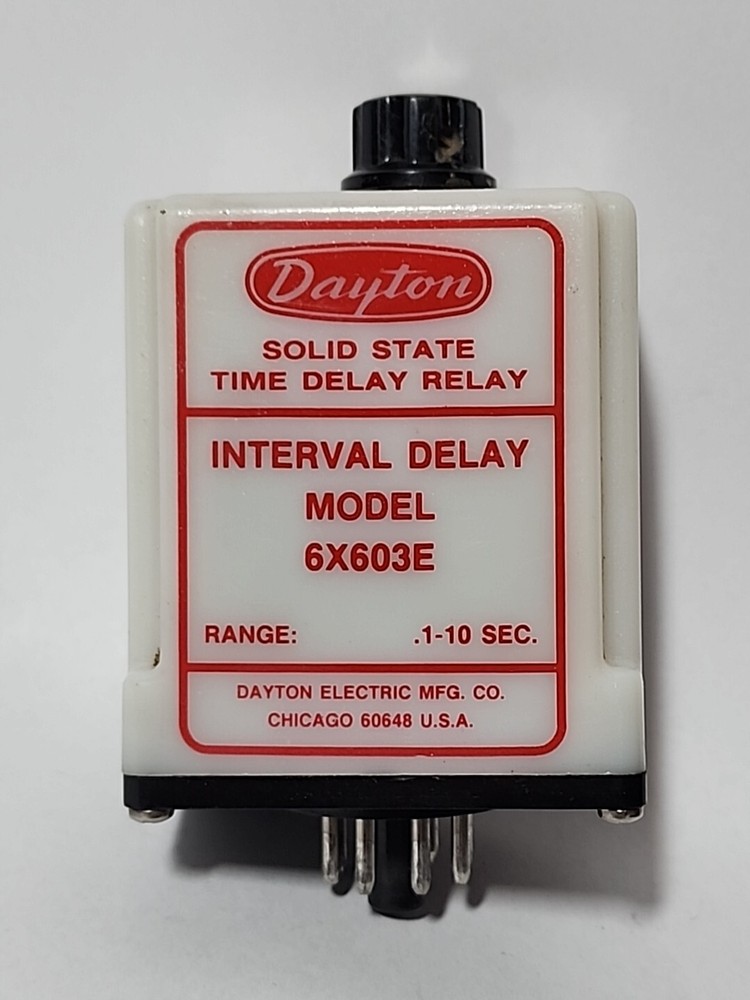 Dayton
SOLID STATE
TIME DELAY RELAY
INTERVAL DELAY
MODEL
6X603E
RANGE: .1-10 SEC.
DAYTON ELECTRIC MFG. CO.
CHICAGO 60648 U.S.A.